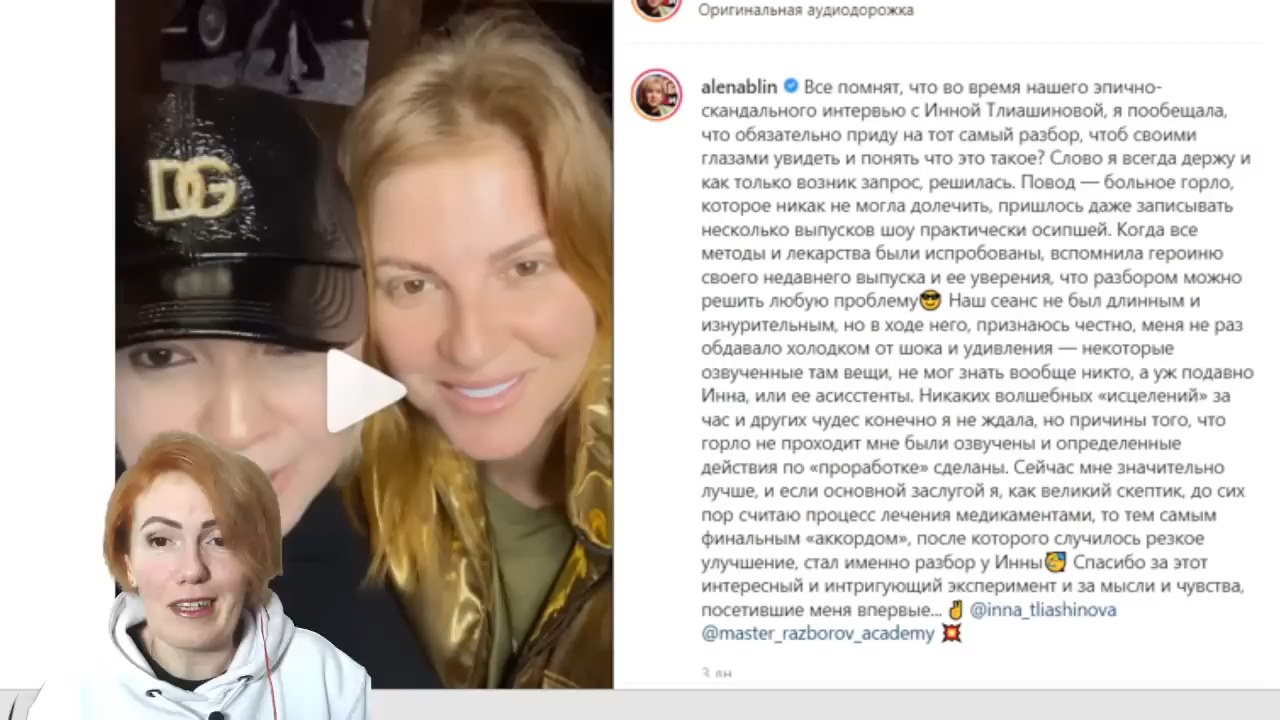 Оригинальная аудиодорожка
alenablin Все помнят, что во время нашего эпично-
скандального интервью с Инной Тлиашиновой, я пообещала,
что обязательно приду на тот самый разбор, чтоб своими
глазами увидеть и понять что это такое? Слово я всегда держу и
как только возник запрос, решилась. Повод — больное горло,
которое никак не могла долечить, пришлось даже записывать
несколько выпусков шоу практически осипшей. Когда все
методы и лекарства были испробованы, вспомнила героиню
своего недавнего выпуска и ее уверения, что разбором можно
решить любую проблему😎 Наш сеанс не был длинным и
изнурительным, но в ходе него, признаюсь честно, меня не раз
обдавало холодком от шока и удивления — некоторые
озвученные там вещи, не мог знать вообще никто, а уж подавно
Инна, или ее асисстенты. Никаких волшебных «исцелений» за
час и других чудес конечно я не ждала, но причины того, что
горло не проходит мне были озвучены и определенные
действия по «проработке» сделаны. Сейчас мне значительно
лучше, и если основной заслугой я, как великий скептик, до сих
пор считаю процесс лечения медикаментами, то тем самым
финальным «аккордом», после которого случилось резкое
улучшение, стал именно разбор у Инны🥳 Спасибо за этот
интересный и интригующий эксперимент и за мысли и чувства,
посетившие меня впервые... ✌ @inna_tliashinova
@master_razborov_academy 💥
3 дн
DG